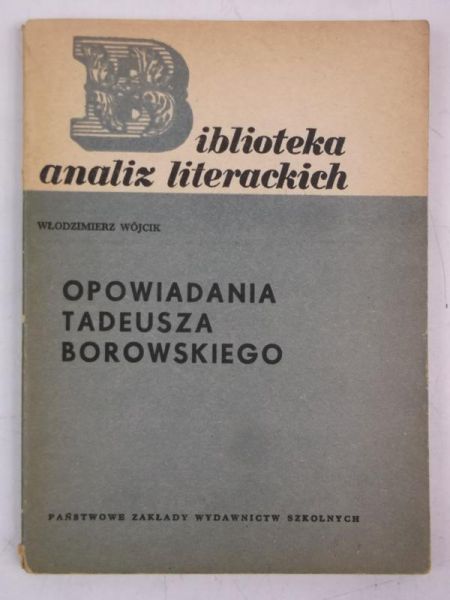 Biblioteka
analiz literackich
WŁODZIMIERZ WÓJCIK
OPOWIADANIA
TADEUSZA
BOROWSKIEGO
PAŃSTWOWE ZAKŁADY WYDAWNICTW SZKOLNYCH